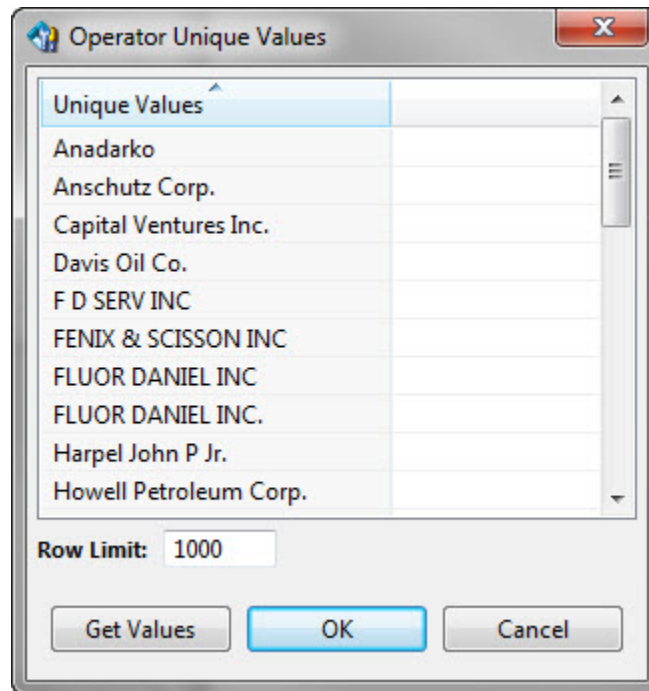 Operator Unique Values
Unique Values
Anadarko
Anschutz Corp.
Capital Ventures Inc.
Davis Oil Co.
F D SERV INC
FENIX & SCISSON INC
FLUOR DANIEL INC
FLUOR DANIEL INC.
Harpel John P Jr.
Howell Petroleum Corp.
Row Limit: 1000
Get Values OK Cancel